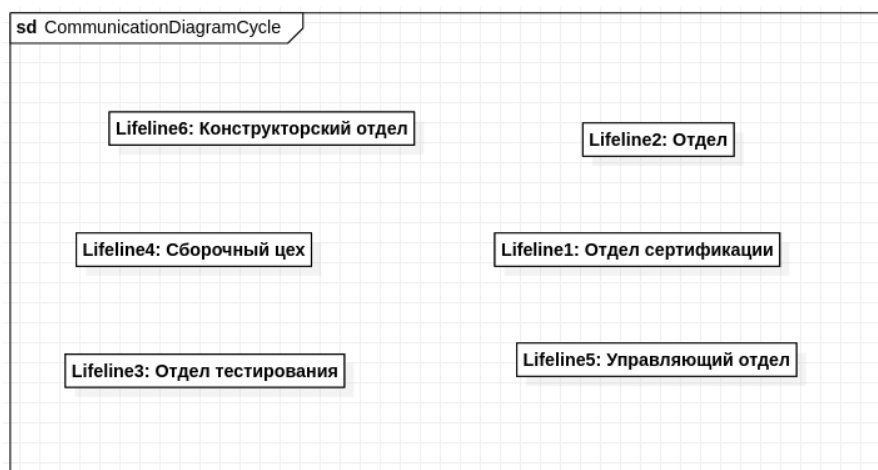 sd CommunicationDiagramCycle
Lifeline6: Конструкторский отдел
Lifeline2: Отдел
Lifeline4: Сборочный цех
Lifeline1: Отдел сертификации
Lifeline3: Отдел тестирования
Lifeline5: Управляющий отдел